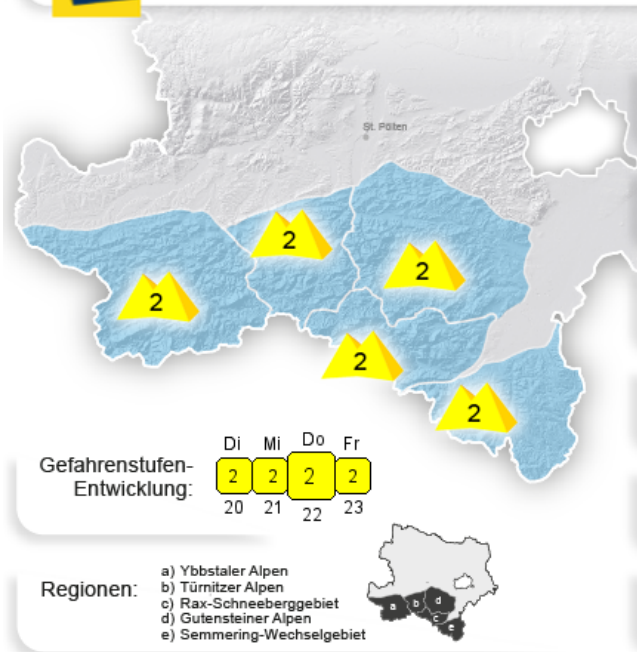 St. Pölten
2
2
2
2
2
Di Mi Do Fr
Gefahrenstufen-
Entwicklung:
2 2 2 2
20 21 22 23
Regionen:
a) Ybbstaler Alpen
b) Türnitzer Alpen
c) Rax-Schneeberggebiet
d) Gutensteiner Alpen
e) Semmering-Wechselgebiet
a b d
c
e